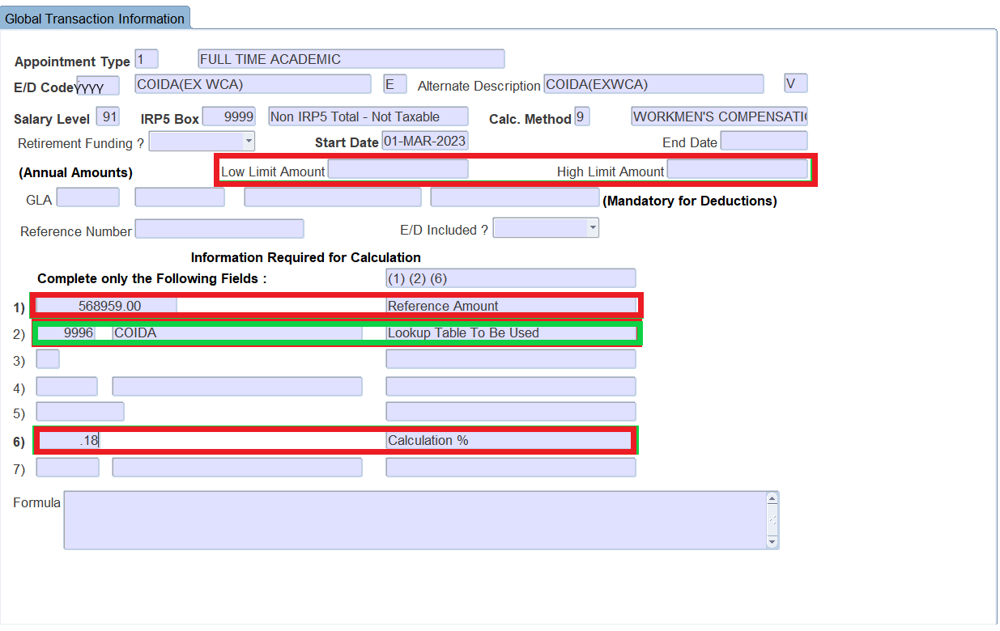 Global Transaction Information
Appointment Type 1 FULL TIME ACADEMIC
E/D Code YYYY COIDA(EX WCA) E Alternate Description COIDA(EXWCA) V
Salary Level 91 IRP5 Box 9999 Non IRP5 Total - Not Taxable Calc. Method 9 WORKMEN'S COMPENSATI
Retirement Funding ? Start Date 01-MAR-2023 End Date
(Annual Amounts) Low Limit Amount High Limit Amount
GLA (Mandatory for Deductions)
Reference Number E/D Included ?
Information Required for Calculation
Complete only the Following Fields : (1) (2) (6)
1) 568959.00 Reference Amount
2) 9996 COIDA Lookup Table To Be Used
3)
4)
5)
6) .18 Calculation %
7)
Formula